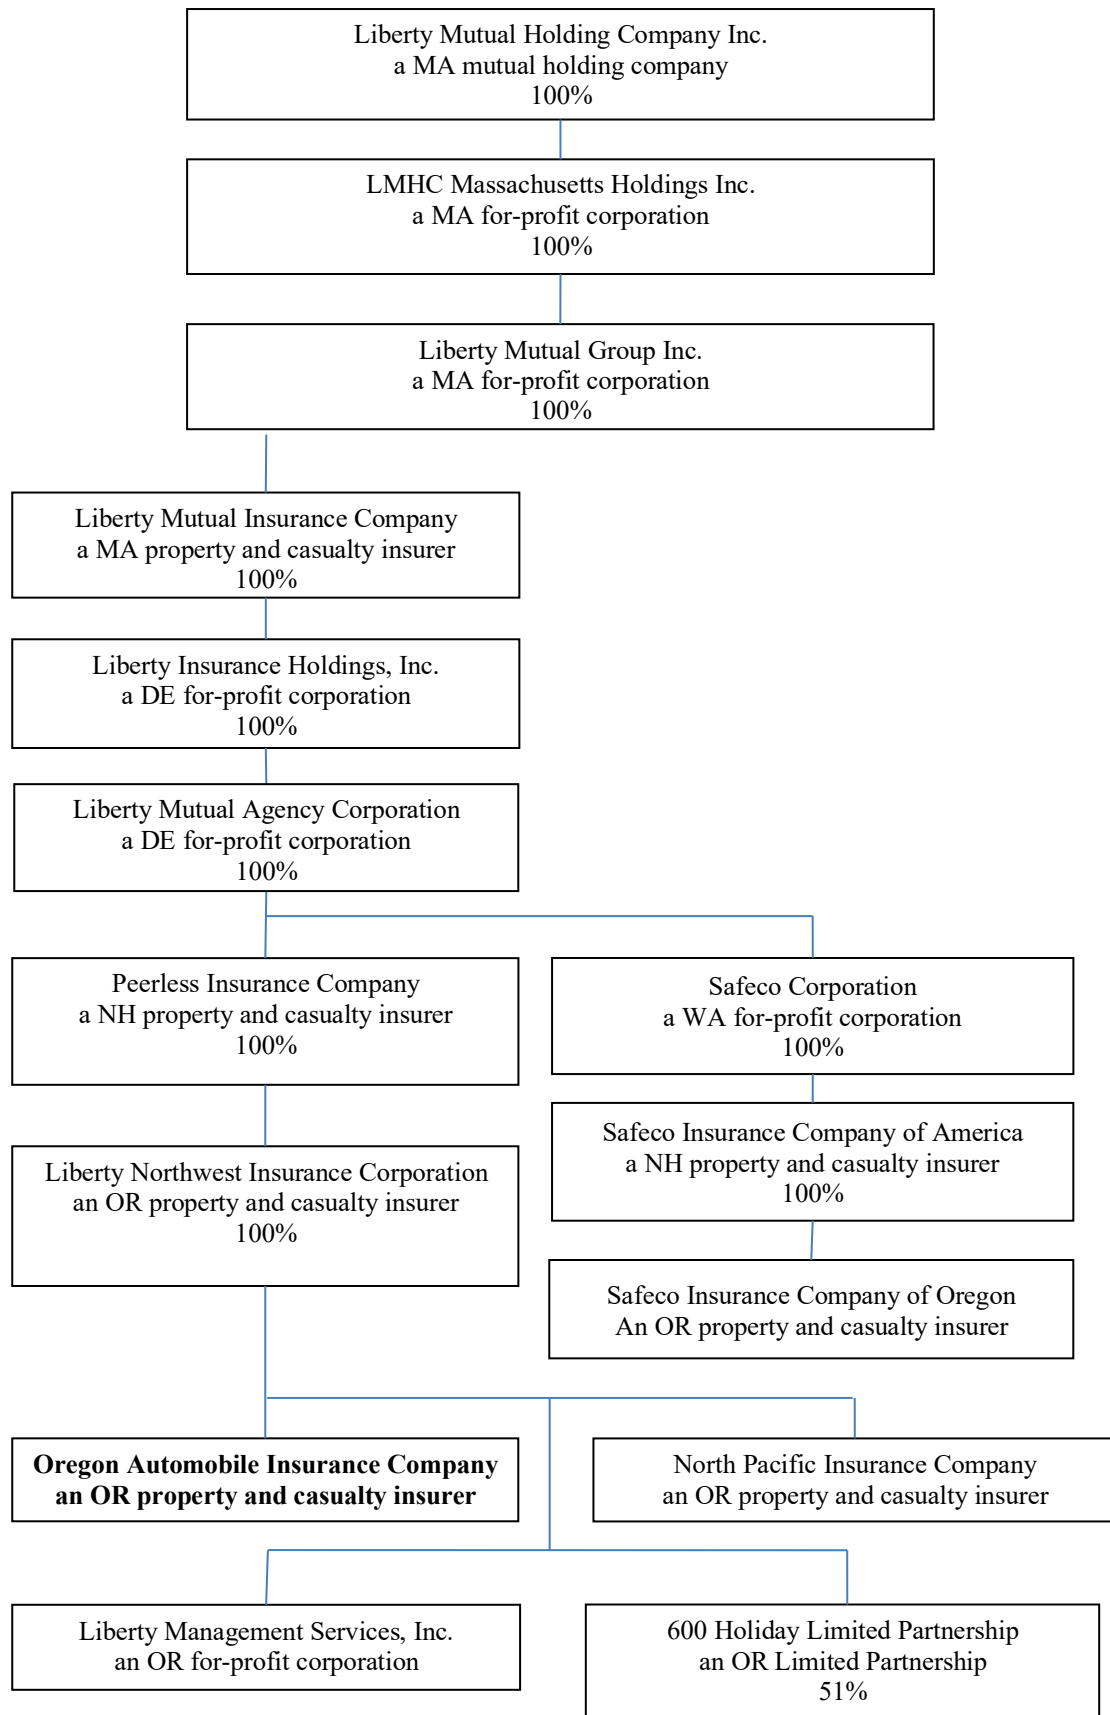 Liberty Mutual Holding Company Inc.
a MA mutual holding company
100%
LMHC Massachusetts Holdings Inc.
a MA for-profit corporation
100%
Liberty Mutual Group Inc.
a MA for-profit corporation
100%
Liberty Mutual Insurance Company
a MA property and casualty insurer
100%
Liberty Insurance Holdings, Inc.
a DE for-profit corporation
100%
Liberty Mutual Agency Corporation
a DE for-profit corporation
100%
Peerless Insurance Company
a NH property and casualty insurer
100%
Safeco Corporation
a WA for-profit corporation
100%
Safeco Insurance Company of America
a NH property and casualty insurer
100%
Liberty Northwest Insurance Corporation
an OR property and casualty insurer
100%
Safeco Insurance Company of Oregon
An OR property and casualty insurer
Oregon Automobile Insurance Company
an OR property and casualty insurer
North Pacific Insurance Company
an OR property and casualty insurer
Liberty Management Services, Inc.
an OR for-profit corporation
600 Holiday Limited Partnership
an OR Limited Partnership
51%